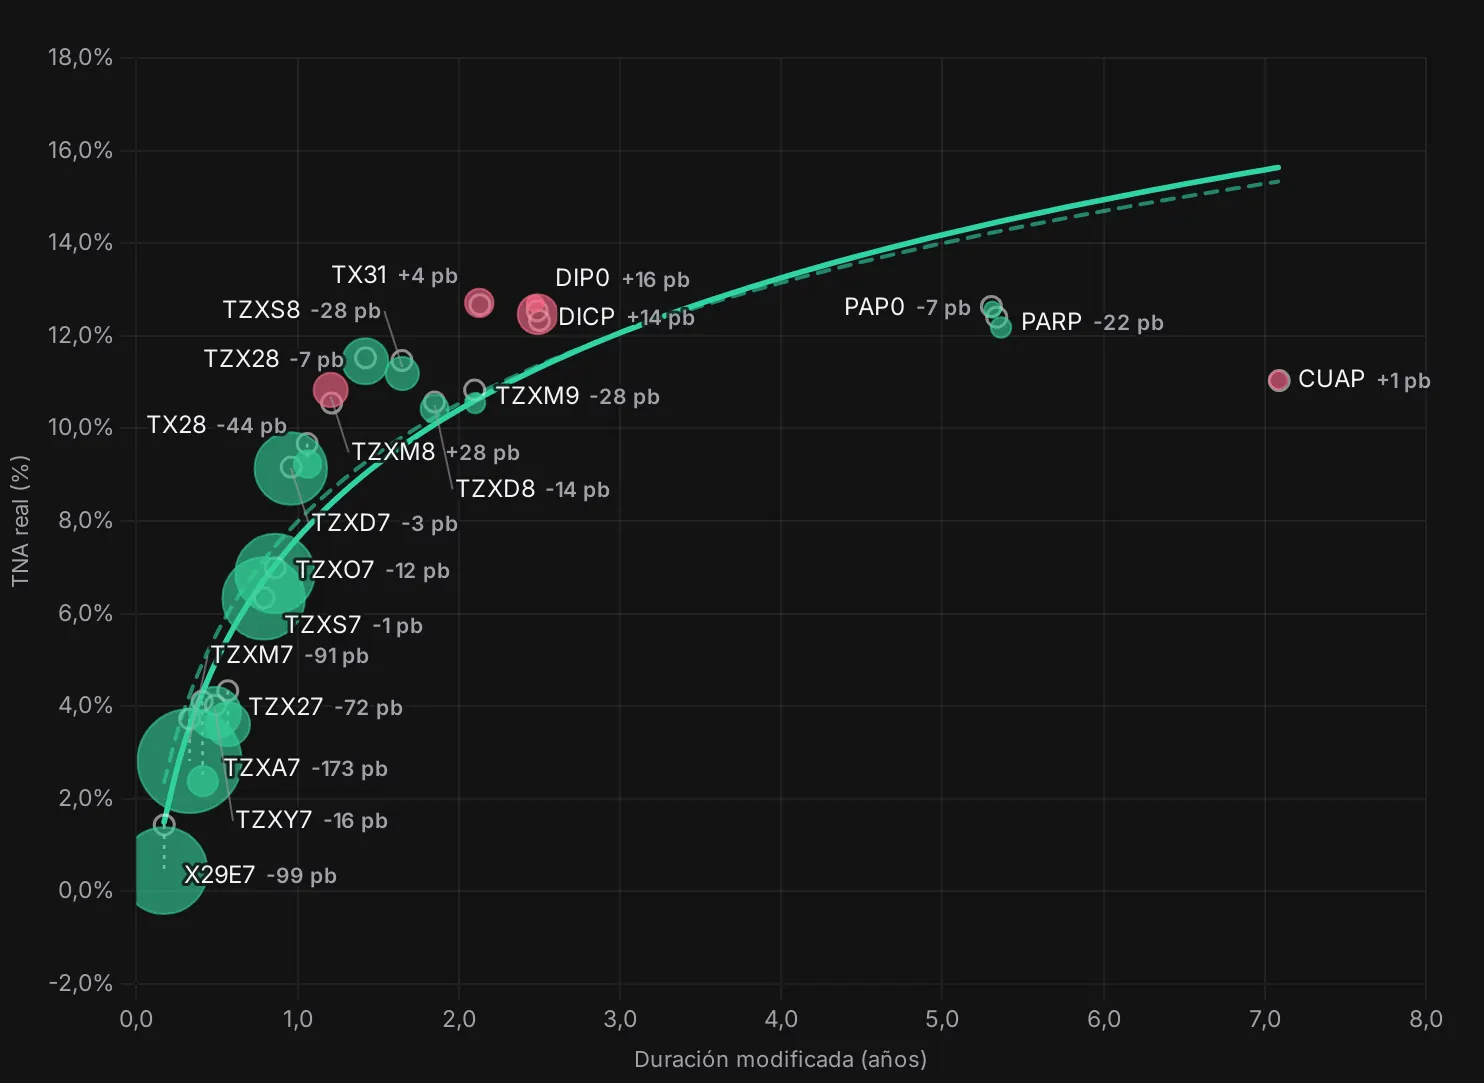 18,0%
16,0%
14,0%
12,0%
10,0%
8,0%
6,0%
4,0%
2,0%
0,0%
-2,0%
TNA real (%)
TX31 +4 pb
DIP0 +16 pb
TZXS8 -28 pb
DICP +14 pb
PAP0 -7 pb
PARP -22 pb
TZX28 -7 pb
CUAP +1 pb
TZXM9 -28 pb
TX28 -44 pb
TZXM8 +28 pb
TZXD8 -14 pb
TZXD7 -3 pb
TZXO7 -12 pb
TZXS7 -1 pb
TZXM7 -91 pb
TZX27 -72 pb
TZXA7 -173 pb
TZXY7 -16 pb
X29E7 -99 pb
0,0 1,0 2,0 3,0 4,0 5,0 6,0 7,0 8,0
Duración modificada (años)